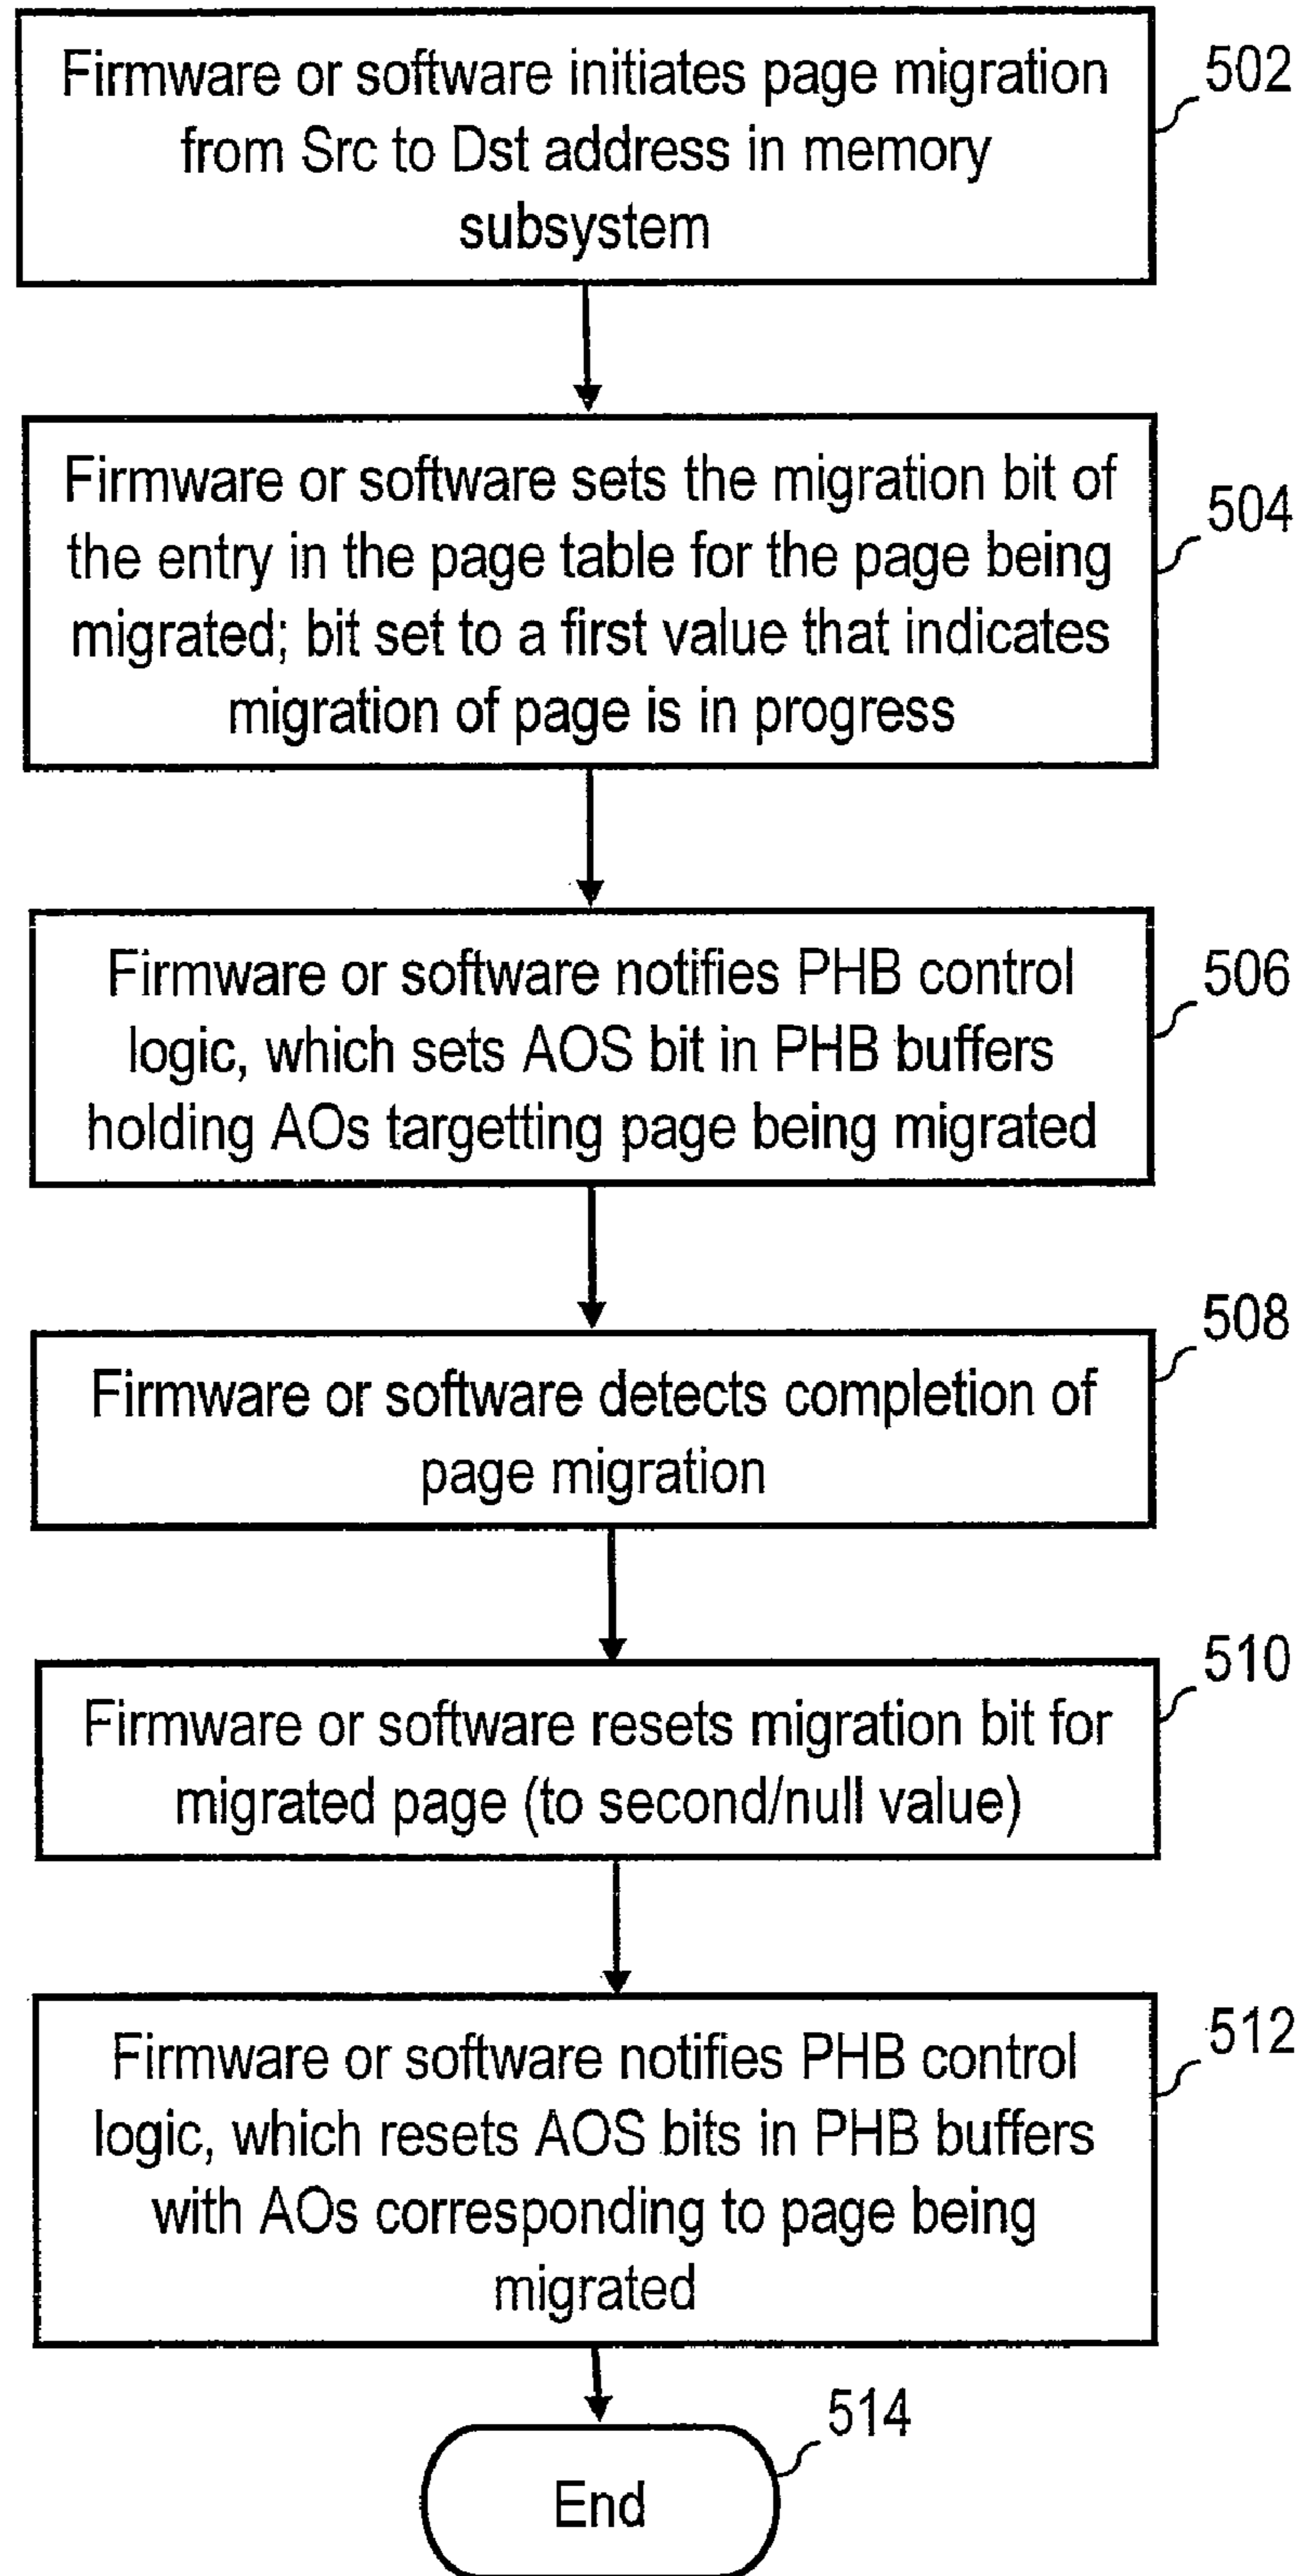 Firmware or software initiates page migration
from Src to Dst address in memory
subsystem
502
Firmware or software sets the migration bit of
the entry in the page table for the page being
migrated; bit set to a first value that indicates
migration of page is in progress
504
Firmware or software notifies PHB control
logic, which sets AOS bit in PHB buffers
holding AOs targetting page being migrated
506
Firmware or software detects completion of
page migration
508
Firmware or software resets migration bit for
migrated page (to second/null value)
510
Firmware or software notifies PHB control
logic, which resets AOS bits in PHB buffers
with AOs corresponding to page being
migrated
512
End
514